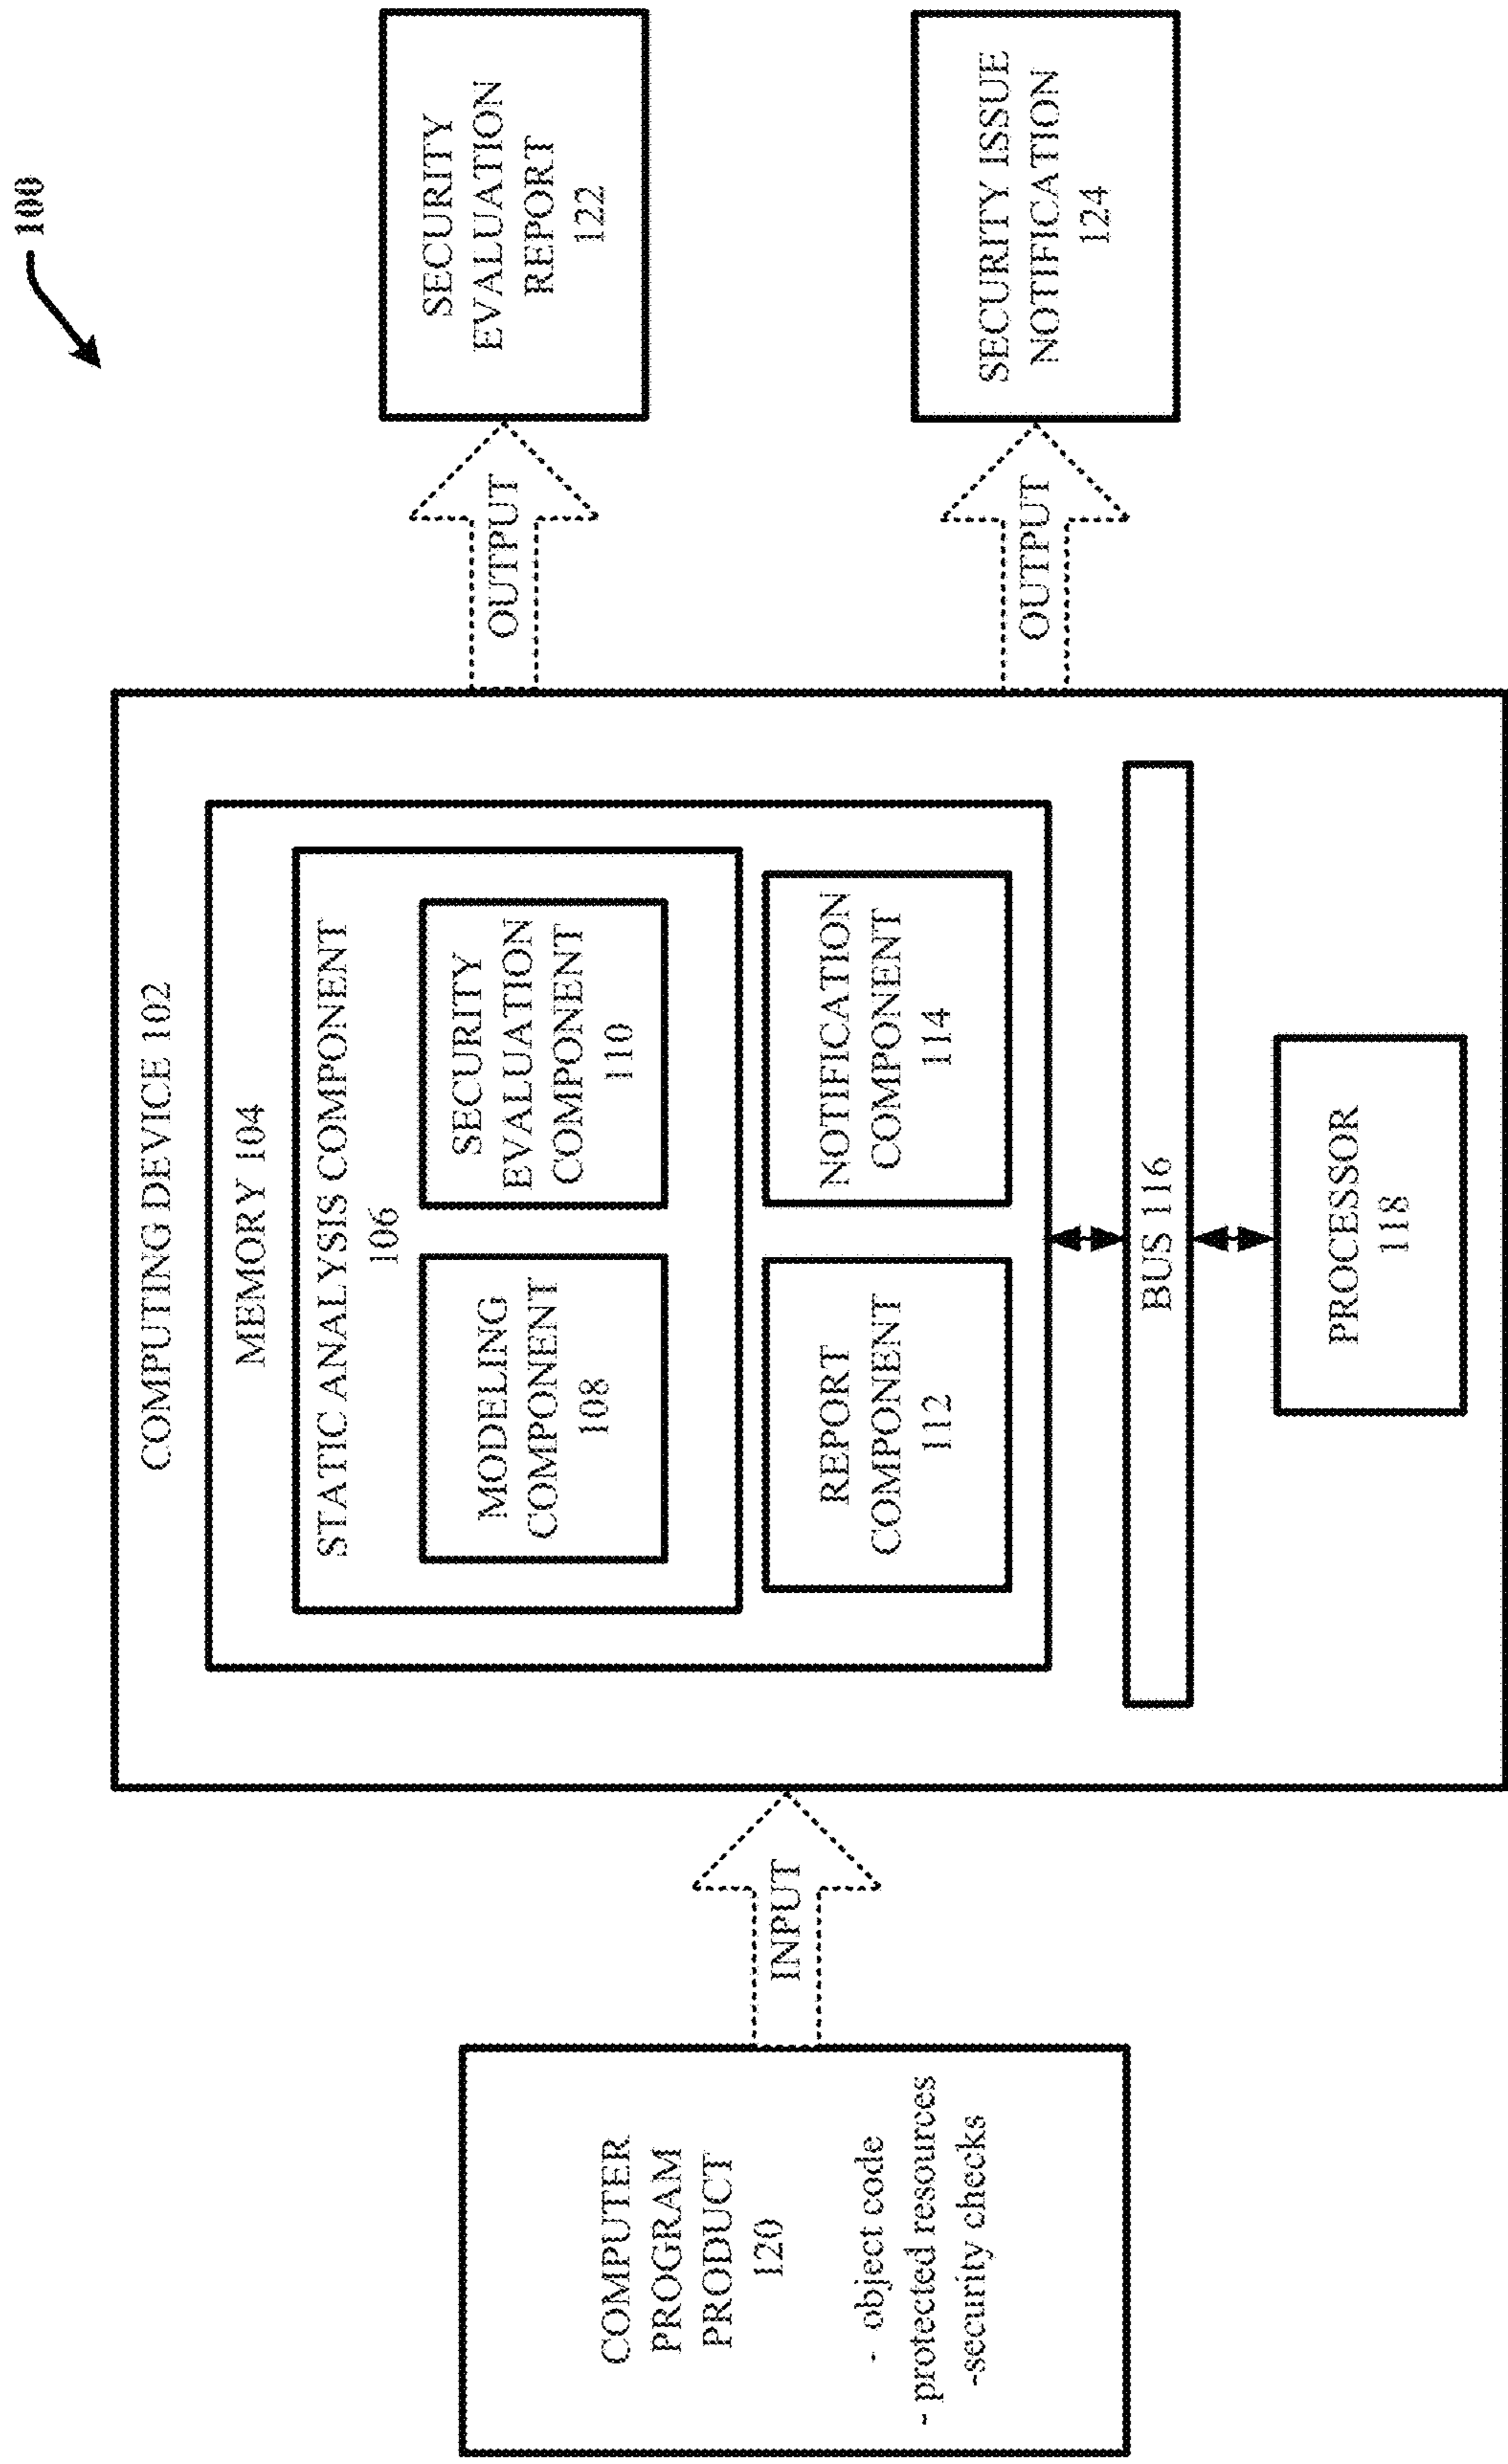 100
COMPUTER
PROGRAM
PRODUCT
120
- object code
- protected resources
-security checks
INPUT
COMPUTING DEVICE 102
MEMORY 104
STATIC ANALYSIS COMPONENT
106
MODELING
COMPONENT
108
SECURITY
EVALUATION
COMPONENT
110
REPORT
COMPONENT
112
NOTIFICATION
COMPONENT
114
BUS 116
PROCESSOR
118
OUTPUT
SECURITY
EVALUATION
REPORT
122
OUTPUT
SECURITY ISSUE
NOTIFICATION
124